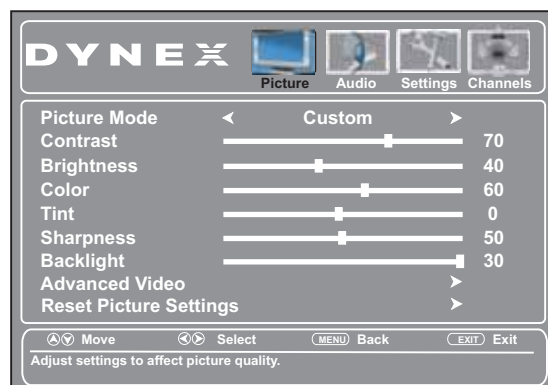 DYNEX
Picture Audio Settings Channels
Picture Mode Custom
Contrast 70
Brightness 40
Color 60
Tint 0
Sharpness 50
Backlight 30
Advanced Video
Reset Picture Settings
Move Select MENU Back EXIT Exit
Adjust settings to affect picture quality.